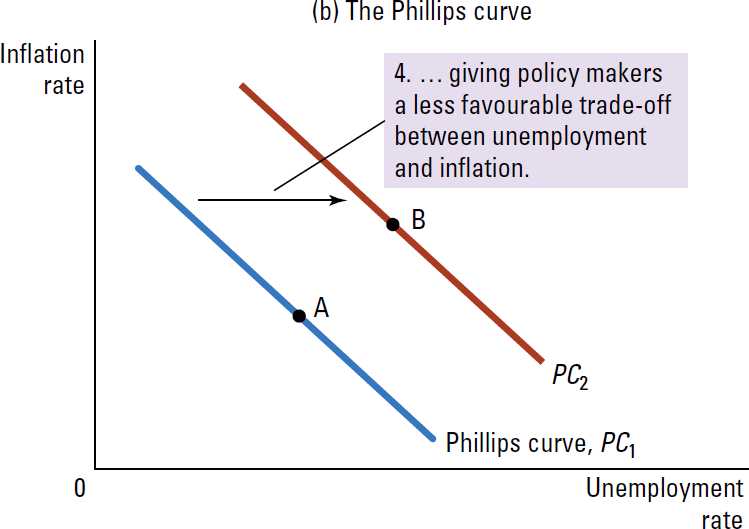 (b) The Phillips curve
Inflation
rate
4. … giving policy makers
a less favourable trade-off
between unemployment
and inflation.
B
A
PC2
Phillips curve, PC1
0
Unemployment
rate